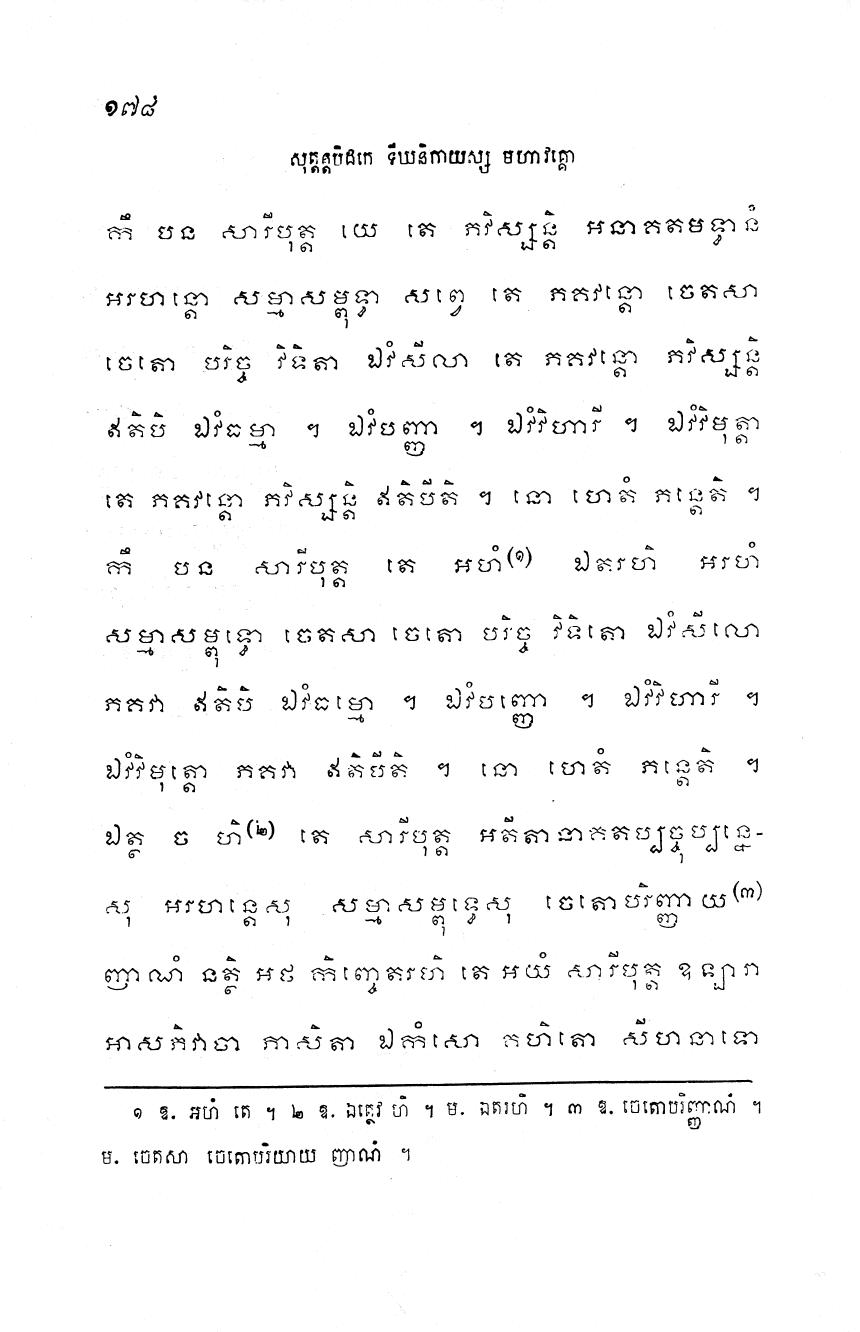 ១៧៨
សុត្តន្តបិដកេ ទីឃនិកាយស្ស មហាវគ្គោ
កឹ បន សារីបុត្ត យេ តេ ភវិស្សន្តិ អនាគតមទ្ធានំ
អរហន្តោ សម្មាសម្ពុទ្ធា សព្វេ តេ ភគវន្តោ ចេតសា
ចេតោ បរិច្ច វិទិតា ឯវំសីលា តេ ភគវន្តោ ភវិស្សន្តិ
ឥតិបិ ឯវំធម្មា ។ ឯវំបញ្ញា ។ ឯវំវិហារី ។ ឯវំវិមុត្តា
តេ ភគវន្តោ ភវិស្សន្តិ ឥតិបីតិ ។ នោ ហេតំ ភន្តេតិ ។
កឹ បន សារីបុត្ត តេ អហំ(១) ឯតរហិ អរហំ
សម្មាសម្ពុទ្ធោ ចេតសា ចេតោ បរិច្ច វិទិតោ ឯវំសីលោ
ភគវា ឥតិបិ ឯវំធម្មោ ។ ឯវំបញ្ញោ ។ ឯវំវិហារី ។
ឯវំវិមុត្តោ ភគវា ឥតិបីតិ ។ នោ ហេតំ ភន្តេតិ ។
ឯត្ថ ច ហិ(២) តេ សារីបុត្ត អតីតានាគតប្បច្ចុប្បន្នេ-
សុ អរហន្តេសុ សម្មាសម្ពុទ្ធេសុ ចេតោបរិញ្ញាយ(៣)
ញាណំ នត្ថិ អថ កិញ្ចេតរហិ តេ អយំ សារីបុត្ត ឧឡារា
អាសភិវាចា ភាសិតា ឯកំសោ គហិតោ សីហនាទោ
១ ឱ. អហំ តេ ។ ២ ឱ. ឯត្ថេវ ហិ ។ ម. ឯតរហិ ។ ៣ ឱ. ចេតោបរិញ្ញាណំ ។
ម. ចេតសា ចេតោបរិយាយ ញាណំ ។